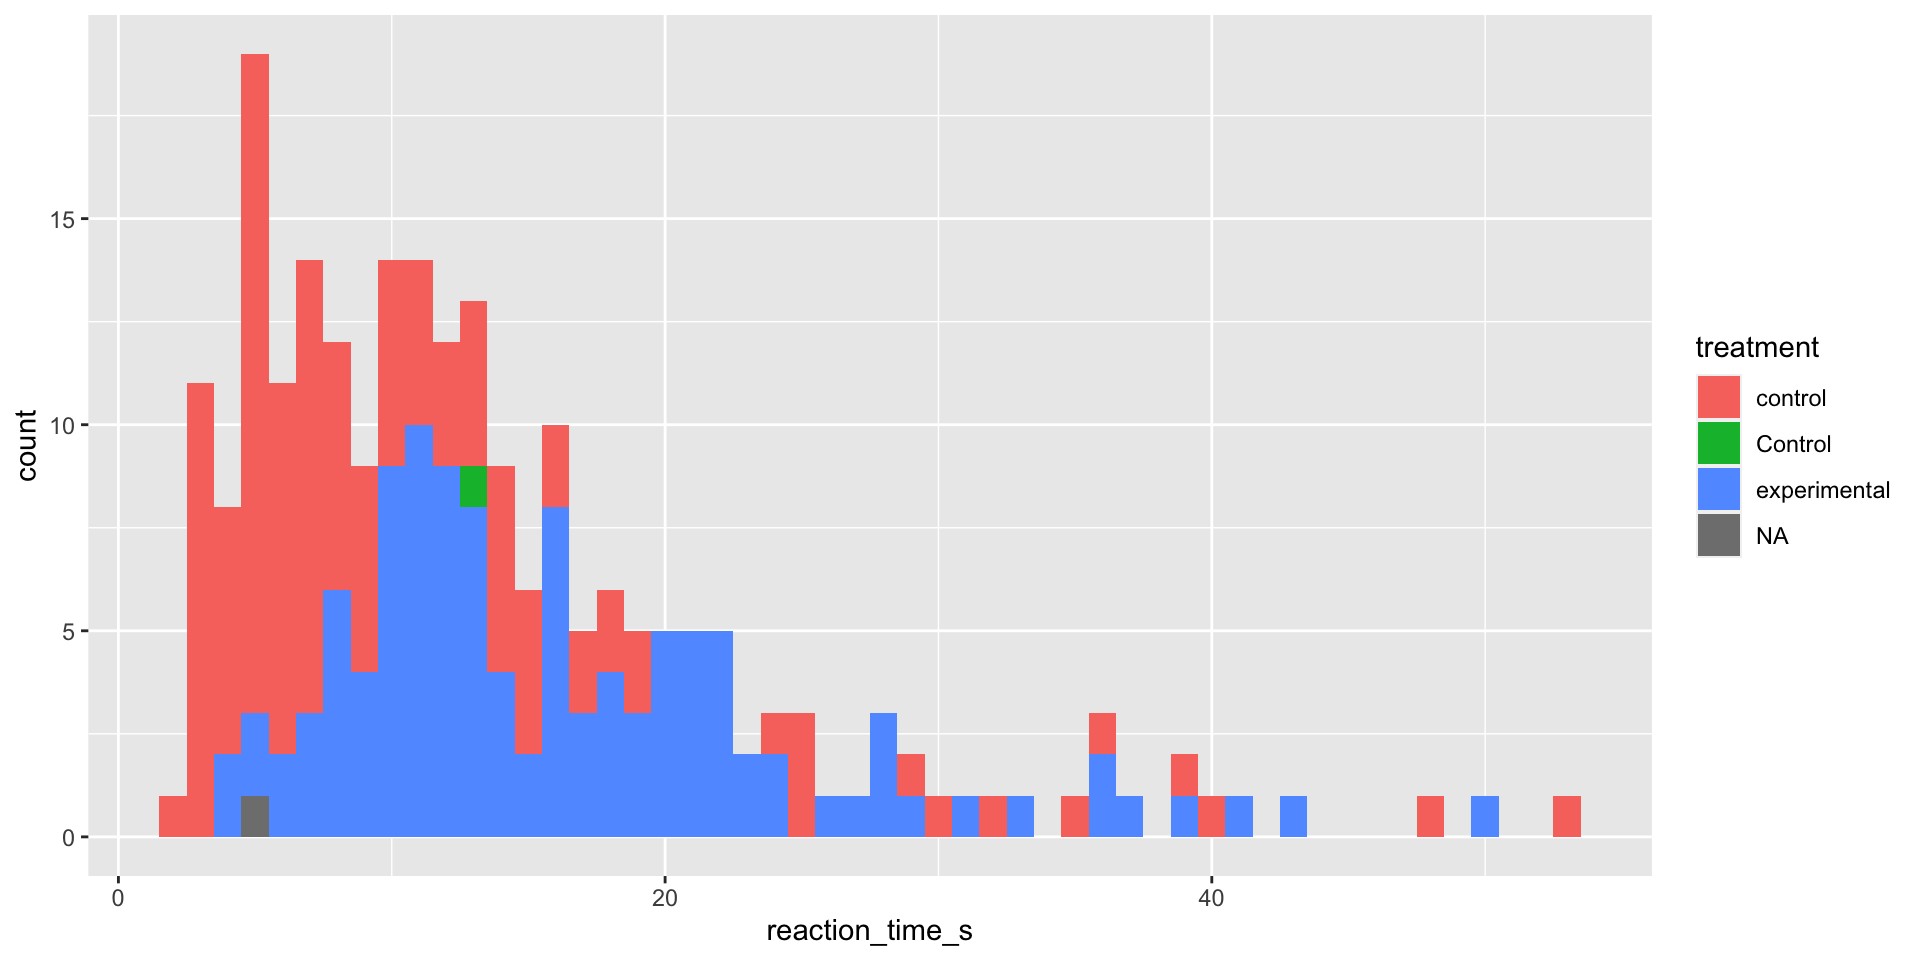 15
10
5
0
count
0
20
40
reaction_time_s
treatment
control
Control
experimental
NA